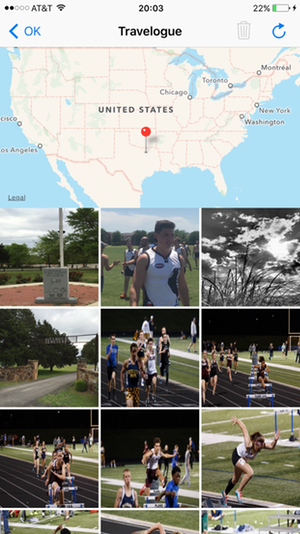 AT&T 20:03 22%
OK Travelogue
Montréal
Toronto
Chicago
New York
UNITED STATES
Washington
cisco
os Angeles
Legal